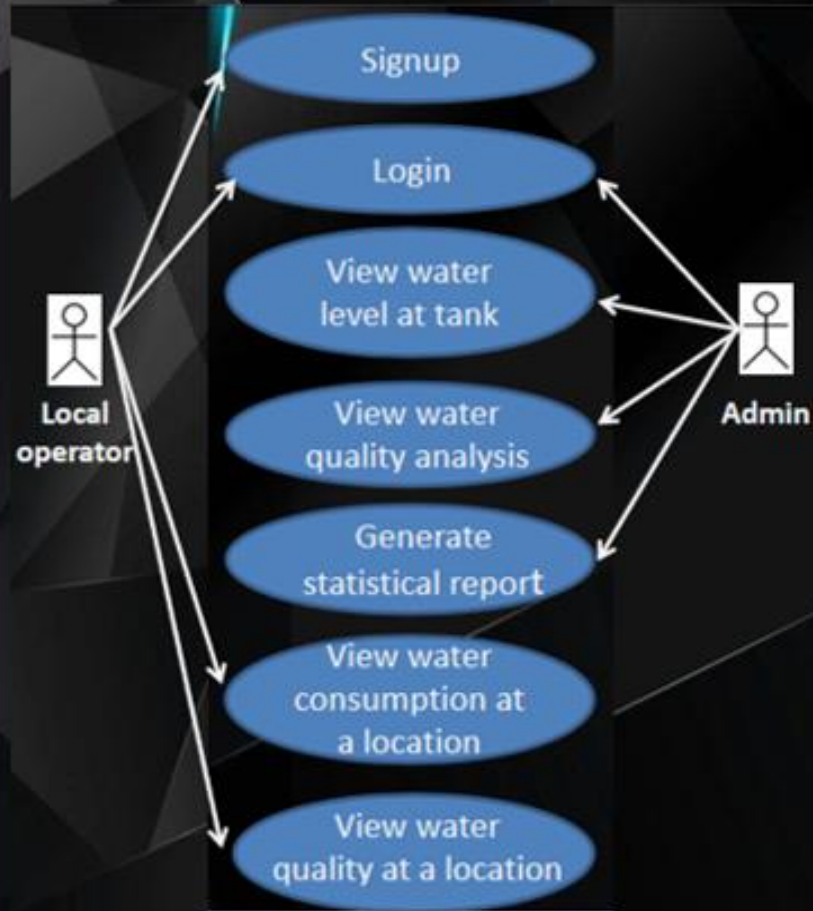 Signup
Login
View water
level at tank
Local
operator
Admin
View water
quality analysis
Generate
statistical report
View water
consumption at
a location
View water
quality at a location